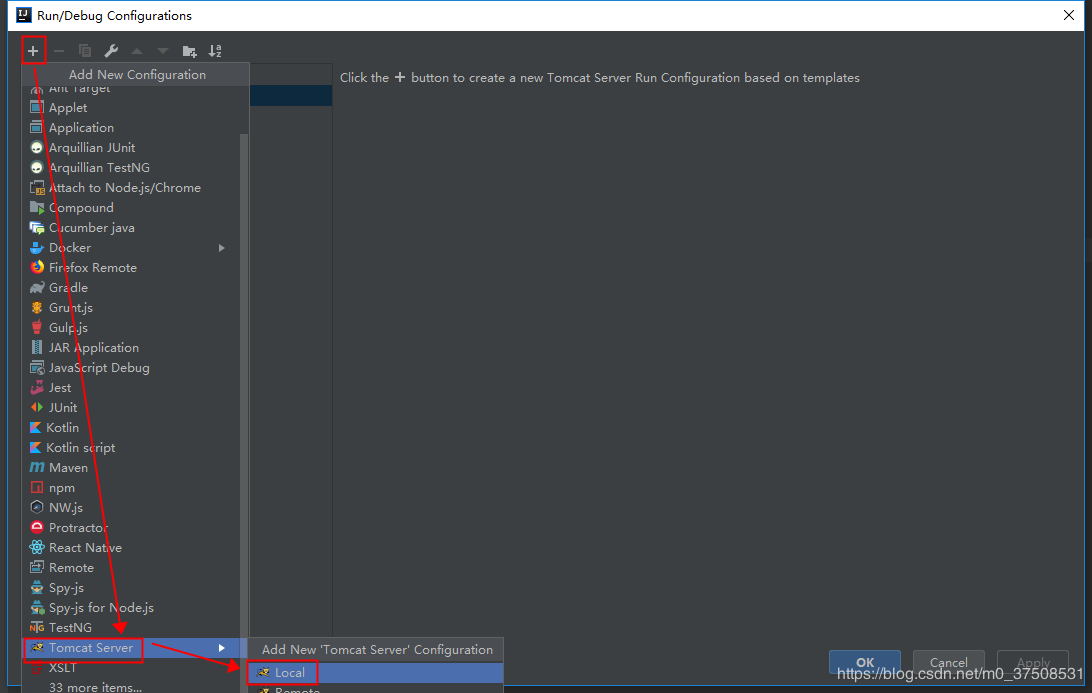 Run/Debug Configurations
Add New Configuration
Click the + button to create a new Tomcat Server Run Configuration based on templates
Ant Target
Applet
Application
Arquillian JUnit
Arquillian TestNG
Attach to Node.js/Chrome
Compound
Cucumber java
Docker
Firefox Remote
Gradle
Grunt.js
Gulp.js
JAR Application
JavaScript Debug
Jest
JUnit
Kotlin
Kotlin script
Maven
npm
NW.js
Protractor
React Native
Remote
Spy-js
Spy-js for Node.js
TestNG
Tomcat Server
XSLT
33 more items...
Add New 'Tomcat Server' Configuration
Local
Remote
OK
Cancel
Apply
https://blog.csdn.net/m0_37508531